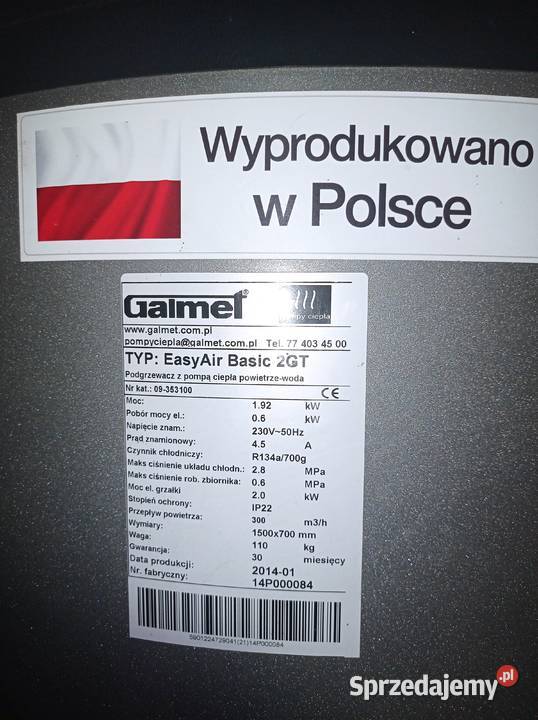 Wyprodukowano
w Polsce
Galmet®
ciepła
www.galmet.com.pl
pompyciepla@galmet.com.pl Tel. 77 403 45 00
TYP: EasyAir Basic 2GT
Podgrzewacz z pompą ciepła powietrze-woda
Nr kat.: 09-353100 CE
Moc: 1.92 kW
Pobór mocy el.: 0.6 kW
Napięcie znam.: 230V~50Hz
Prąd znamionowy: 4.5 A
Czynnik chłodniczy: R134a/700g
Maks ciśnienie układu chłodn.: 2.8 MPa
Maks ciśnienie rob. zbiornika: 0.6 MPa
Moc el. grzałki 2.0 kW
Stopień ochrony: IP22
Przepływ powietrza: 300 m3/h
Wymiary: 1500x700 mm
Waga: 110 kg
Gwarancja: 30 miesięcy
Data produkcji: 2014-01
Nr. fabryczny: 14P000084
5901224729041(21)14P000084
Sprzedajemy.pl